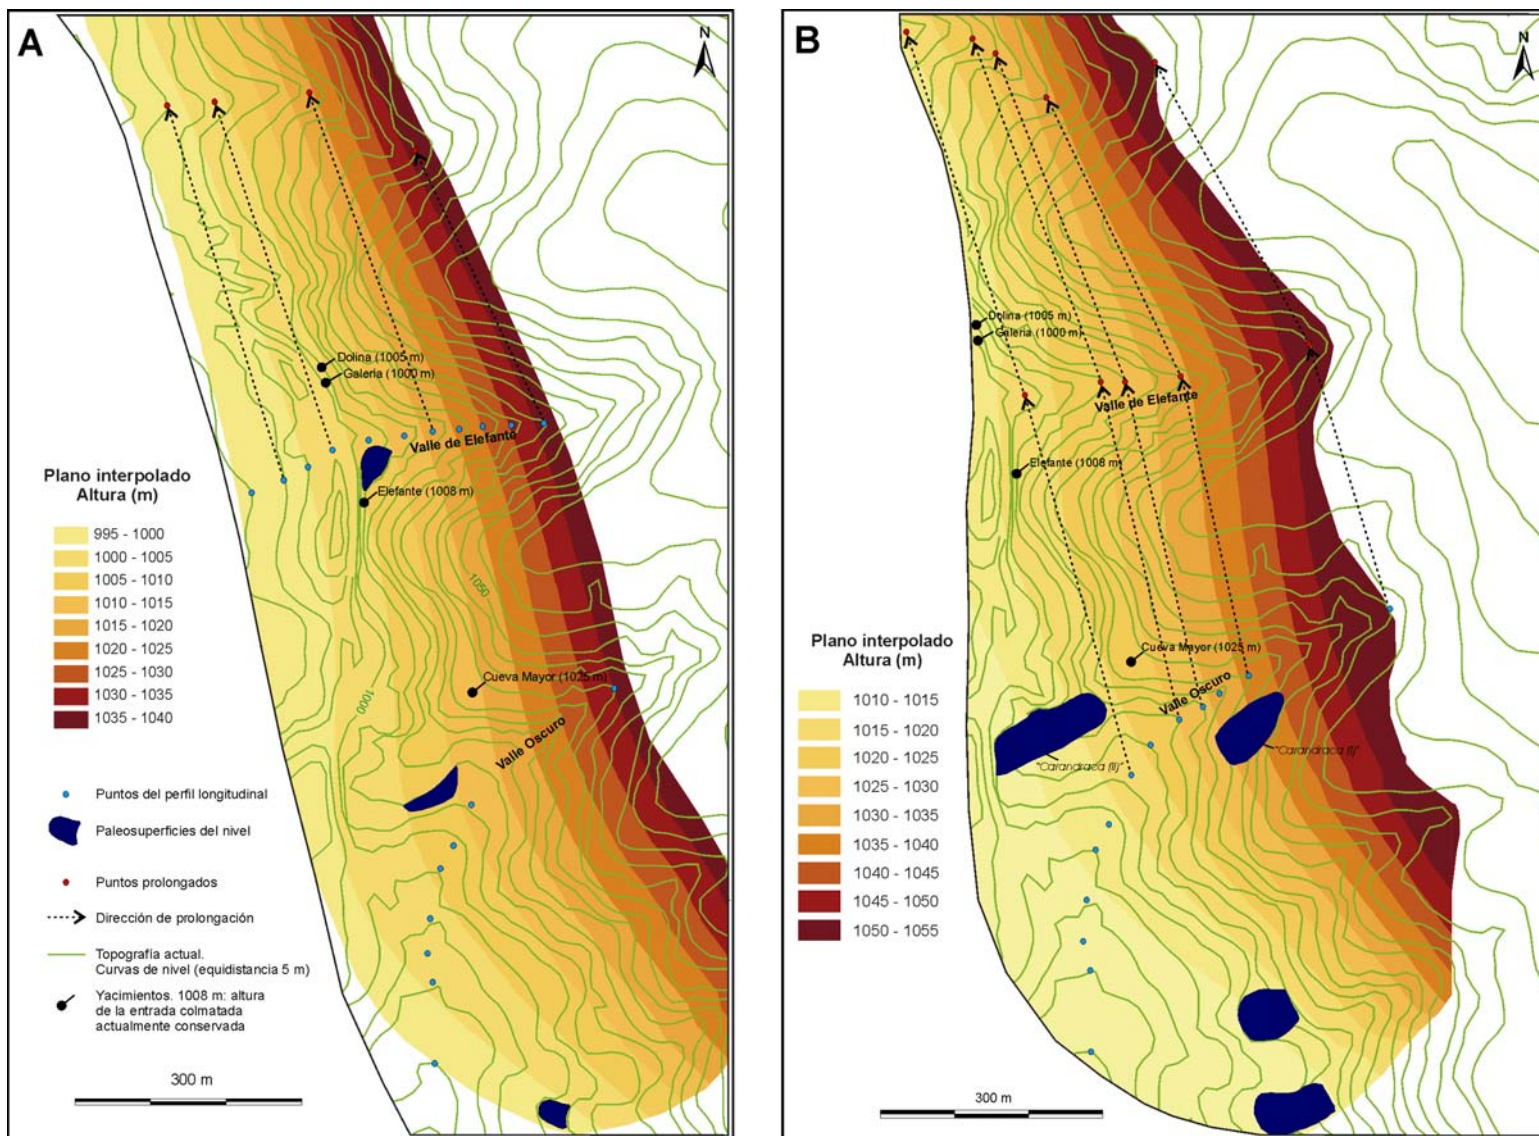 A
N
Dolina (1005 m)
Galería (1000 m)
Valle de Elefante
Elefante (1008 m)
1050
Cueva Mayor (1025 m)
1000
Valle Oscuro
Plano interpolado
Altura (m)
995 - 1000
1000 - 1005
1005 - 1010
1010 - 1015
1015 - 1020
1020 - 1025
1025 - 1030
1030 - 1035
1035 - 1040
Puntos del perfil longitudinal
Paleosuperficies del nivel
Puntos prolongados
Dirección de prolongación
Topografía actual.
Curvas de nivel (equidistancia 5 m)
Yacimientos. 1008 m: altura
de la entrada colmatada
actualmente conservada
300 m
B
N
Dolina (1005 m)
Galería (1000 m)
Valle de Elefante
Elefante (1008 m)
Cueva Mayor (1025 m)
Valle Oscuro
"Carandraca (I)"
"Carandraca (II)"
Plano interpolado
Altura (m)
1010 - 1015
1015 - 1020
1020 - 1025
1025 - 1030
1030 - 1035
1035 - 1040
1040 - 1045
1045 - 1050
1050 - 1055
300 m